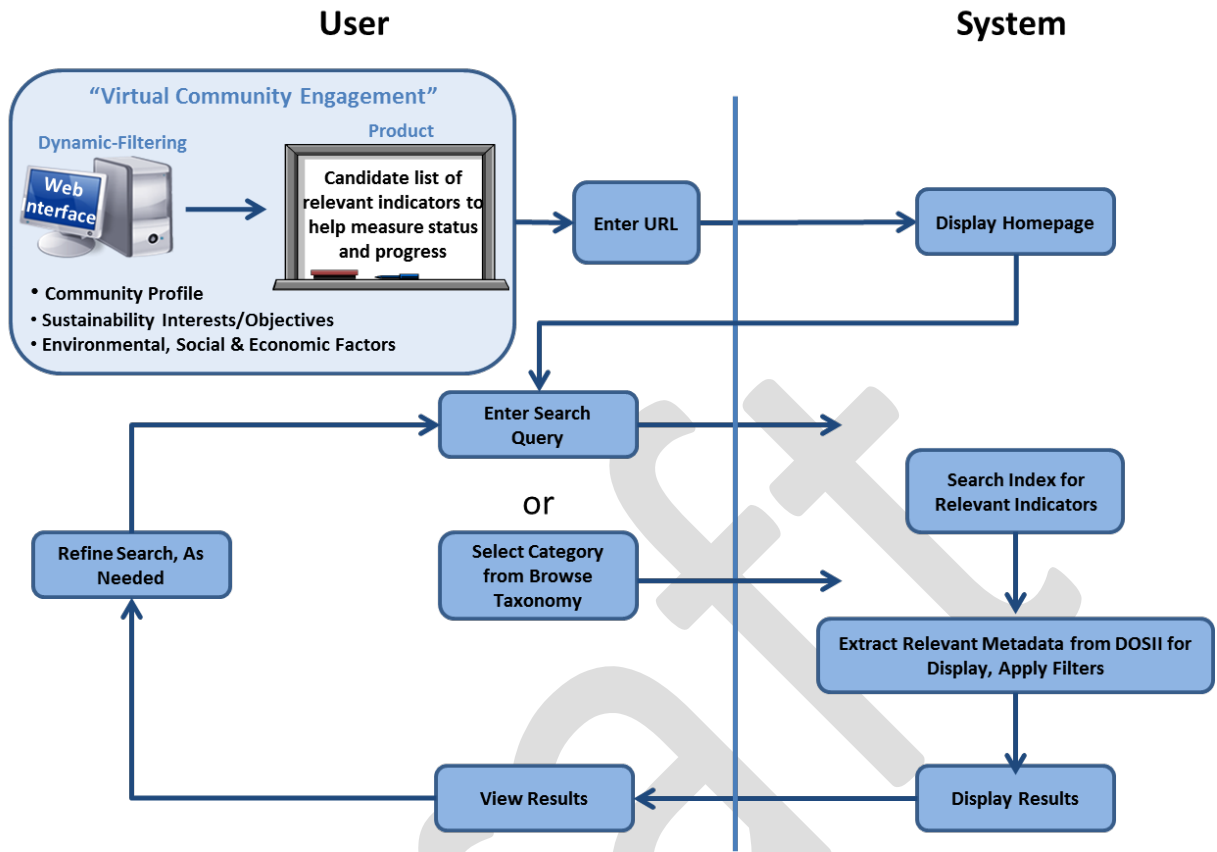 User
System
“Virtual Community Engagement”
Dynamic-Filtering
Product
Web
Interface
Candidate list of
relevant indicators to
help measure status
and progress
• Community Profile
• Sustainability Interests/Objectives
• Environmental, Social & Economic Factors
Enter URL
Display Homepage
Enter Search
Query
or
Select Category
from Browse
Taxonomy
Search Index for
Relevant Indicators
Refine Search, As
Needed
Extract Relevant Metadata from DOSII for
Display, Apply Filters
View Results
Display Results